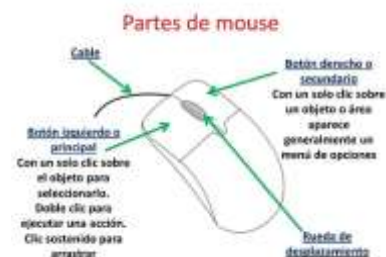 Partes de mouse
Cable
Botón derecho o
secundario
Con un solo clic sobre
un objeto o área
aparece
generalmente un
menú de opciones
Botón izquierdo o
principal
Con un solo clic sobre
el objeto para
seleccionarlo.
Doble clic para
ejecutar una acción.
Clic sostenido para
arrastrar
Rueda de
desplazamiento